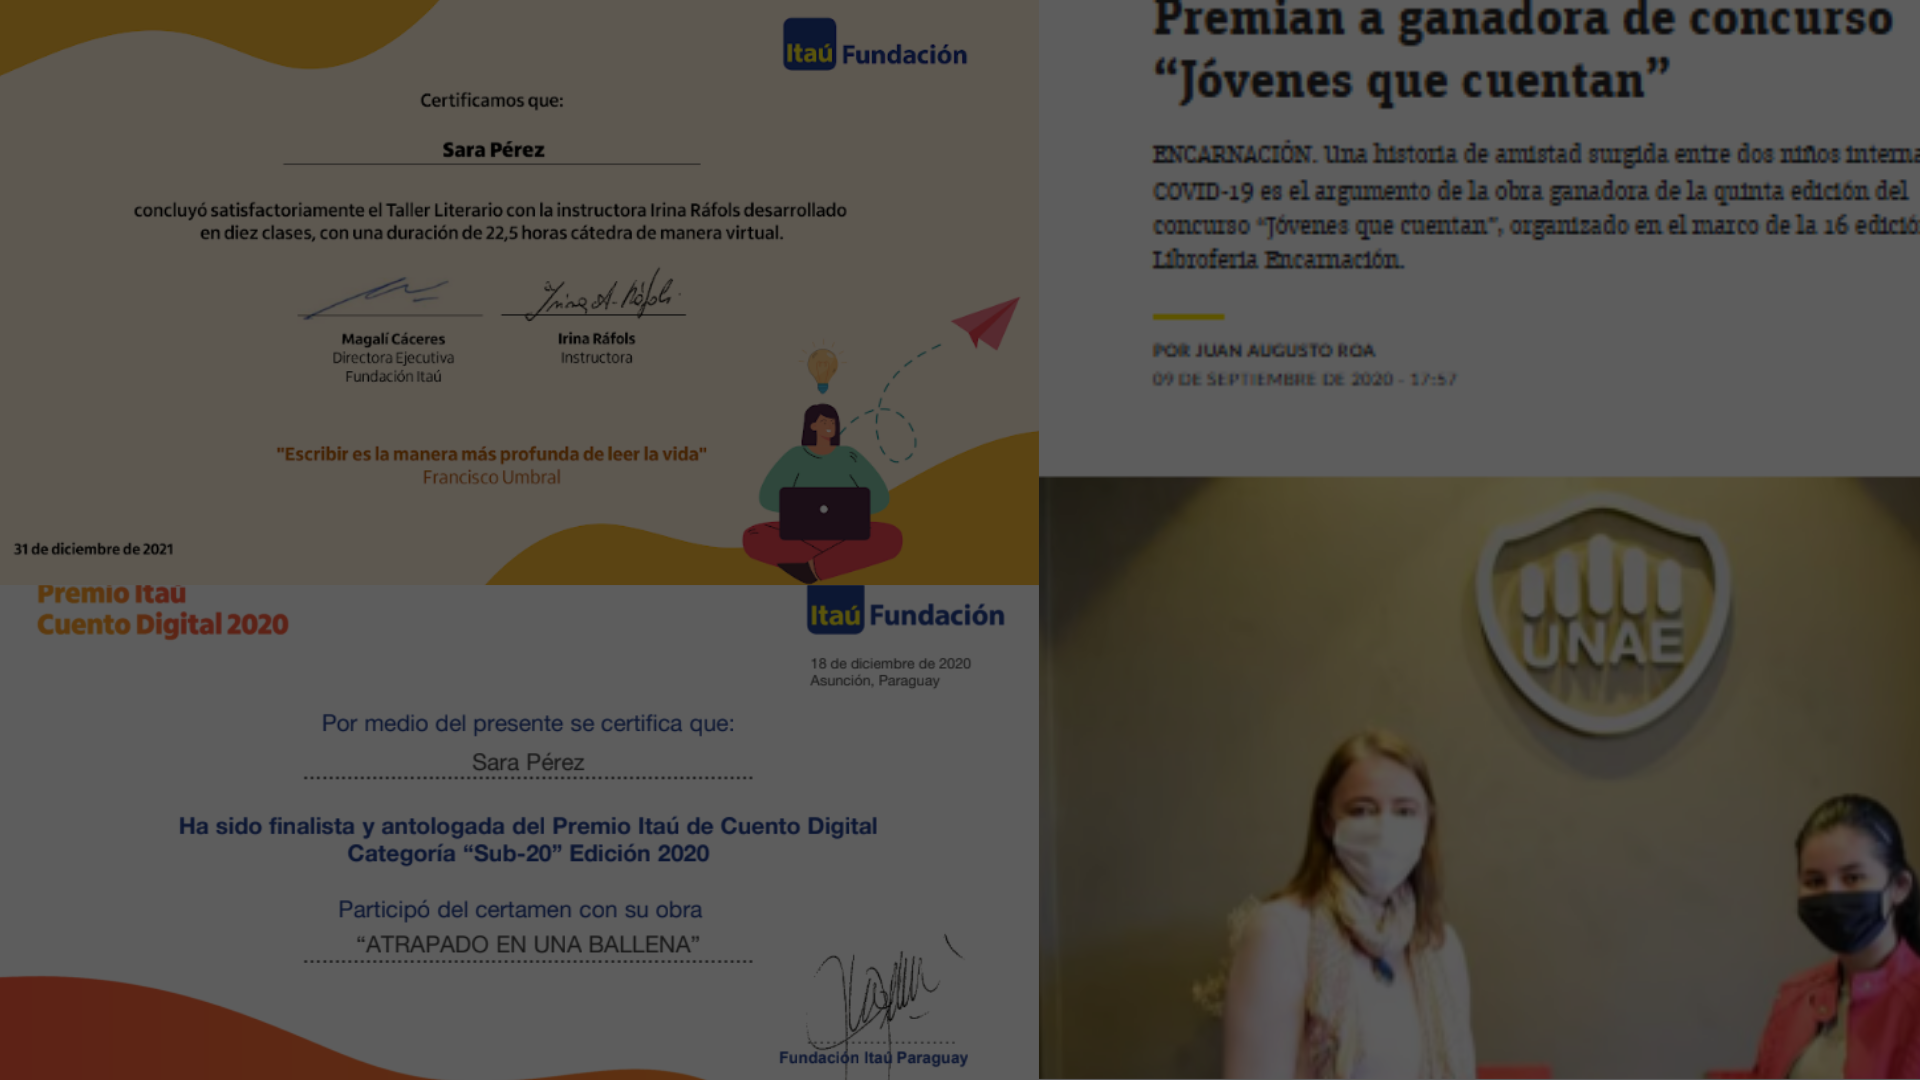 Itaú Fundación
Certificamos que:
Sara Pérez
concluyó satisfactoriamente el Taller Literario con la instructora Irina Ráfols desarrollado
en diez clases, con una duración de 22,5 horas cátedra de manera virtual.
Irina A. Ráfols
Magalí Cáceres
Directora Ejecutiva
Fundación Itaú
Irina Ráfols
Instructora
"Escribir es la manera más profunda de leer la vida"
Francisco Umbral
31 de diciembre de 2021
Premio Itaú
Cuento Digital 2020
Itaú Fundación
18 de diciembre de 2020
Asunción, Paraguay
Por medio del presente se certifica que:
Sara Pérez
Ha sido finalista y antologada del Premio Itaú de Cuento Digital
Categoría “Sub-20” Edición 2020
Participó del certamen con su obra
“ATRAPADO EN UNA BALLENA”
Fundación Itaú Paraguay
Premian a ganadora de concurso
“Jóvenes que cuentan”
ENCARNACIÓN. Una historia de amistad surgida entre dos niños interna
COVID-19 es el argumento de la obra ganadora de la quinta edición del
concurso “Jóvenes que cuentan”, organizado en el marco de la 16 edició
Libroferia Encarnación.
POR JUAN AUGUSTO ROA
09 DE SEPTIEMBRE DE 2020 - 17:57
UNAE